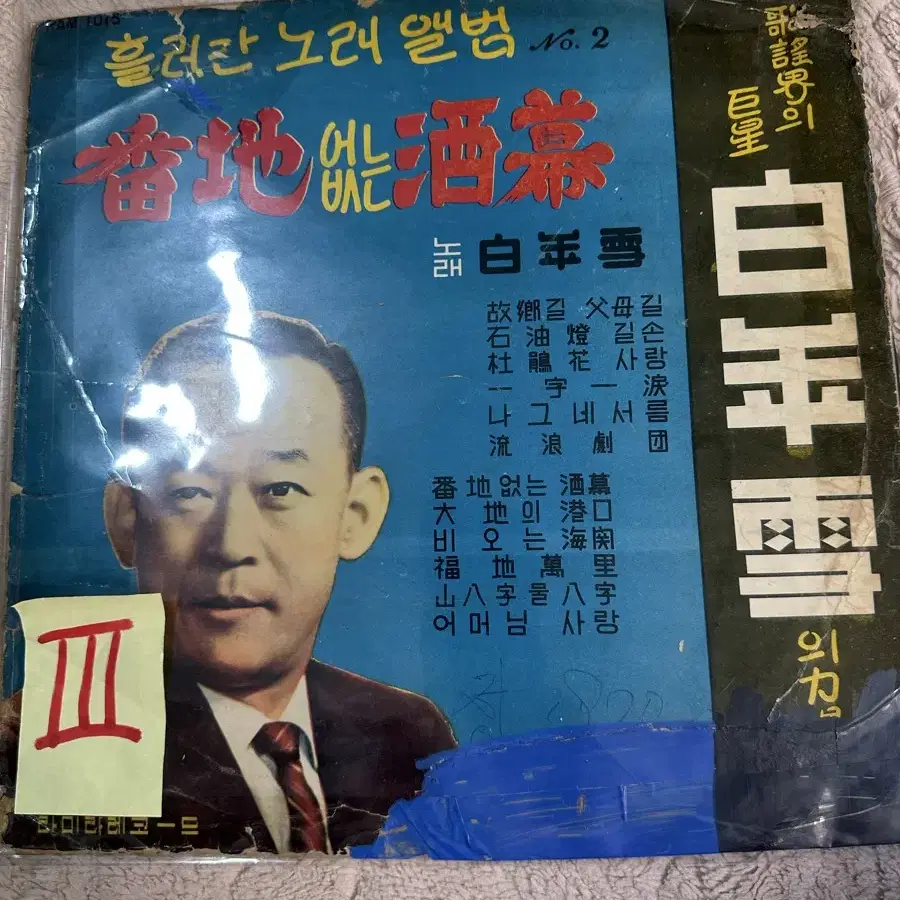 흘러간 노래 앨범 No. 2
番地없는酒幕
노래 白年雪
故鄕길 父母길
石油燈 길손
杜鵑花 사랑
一字一淚
나그네서름
流浪劇団
番地없는 酒幕
大地의 港口
비오는 海関
福地萬里
山八字물八字
어머님 사랑
歌謠界의
巨星
白年雪
III